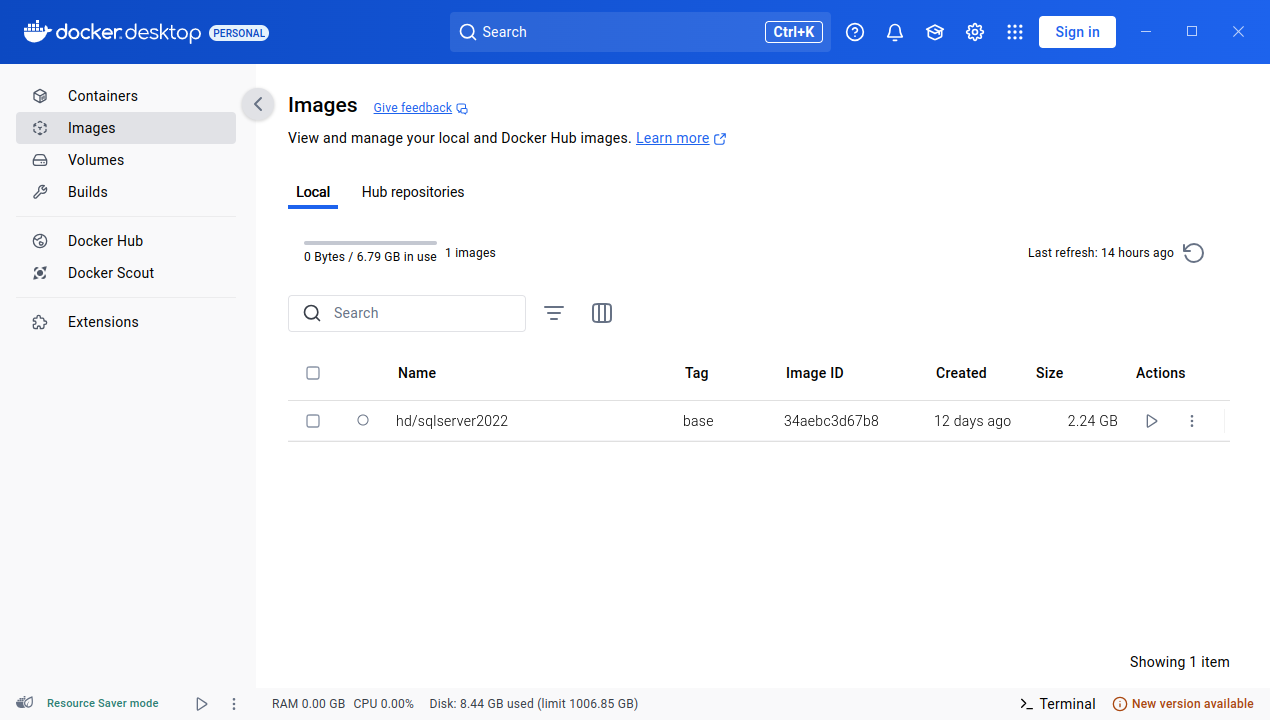 docker.desktop PERSONAL
Search
Ctrl+K
Sign in
Containers
Images
Volumes
Builds
Docker Hub
Docker Scout
Extensions
Images Give feedback
View and manage your local and Docker Hub images. Learn more
Local Hub repositories
0 Bytes / 6.79 GB in use 1 images
Last refresh: 14 hours ago
Search
Name Tag Image ID Created Size Actions
hd/sqlserver2022 base 34aebc3d67b8 12 days ago 2.24 GB
Showing 1 item
Resource Saver mode
RAM 0.00 GB CPU 0.00% Disk: 8.44 GB used (limit 1006.85 GB)
Terminal
New version available